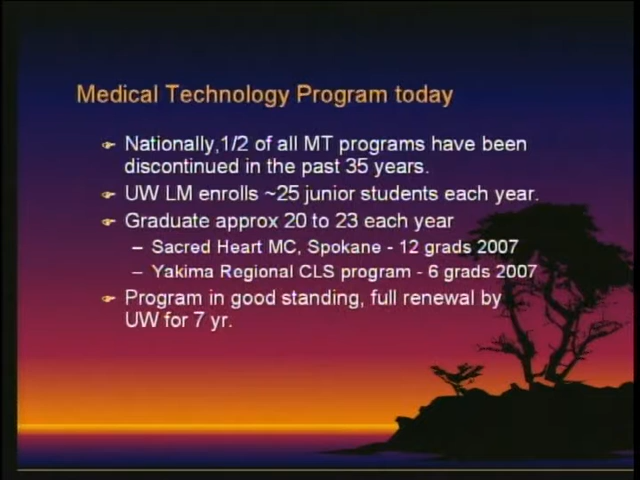 Medical Technology Program today
Nationally,1/2 of all MT programs have been
discontinued in the past 35 years.
UW LM enrolls ~25 junior students each year.
Graduate approx 20 to 23 each year
– Sacred Heart MC, Spokane - 12 grads 2007
– Yakima Regional CLS program - 6 grads 2007
Program in good standing, full renewal by
UW for 7 yr.